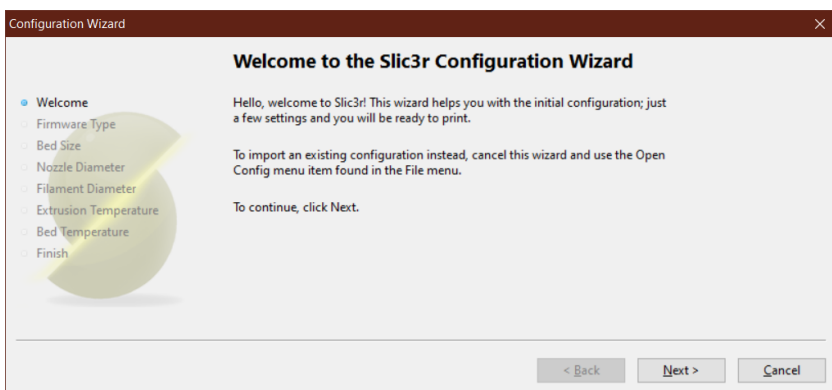 Configuration Wizard
Welcome to the Slic3r Configuration Wizard
Welcome
Firmware Type
Bed Size
Nozzle Diameter
Filament Diameter
Extrusion Temperature
Bed Temperature
Finish
Hello, welcome to Slic3r! This wizard helps you with the initial configuration; just
a few settings and you will be ready to print.
To import an existing configuration instead, cancel this wizard and use the Open
Config menu item found in the File menu.
To continue, click Next.
< Back
Next >
Cancel